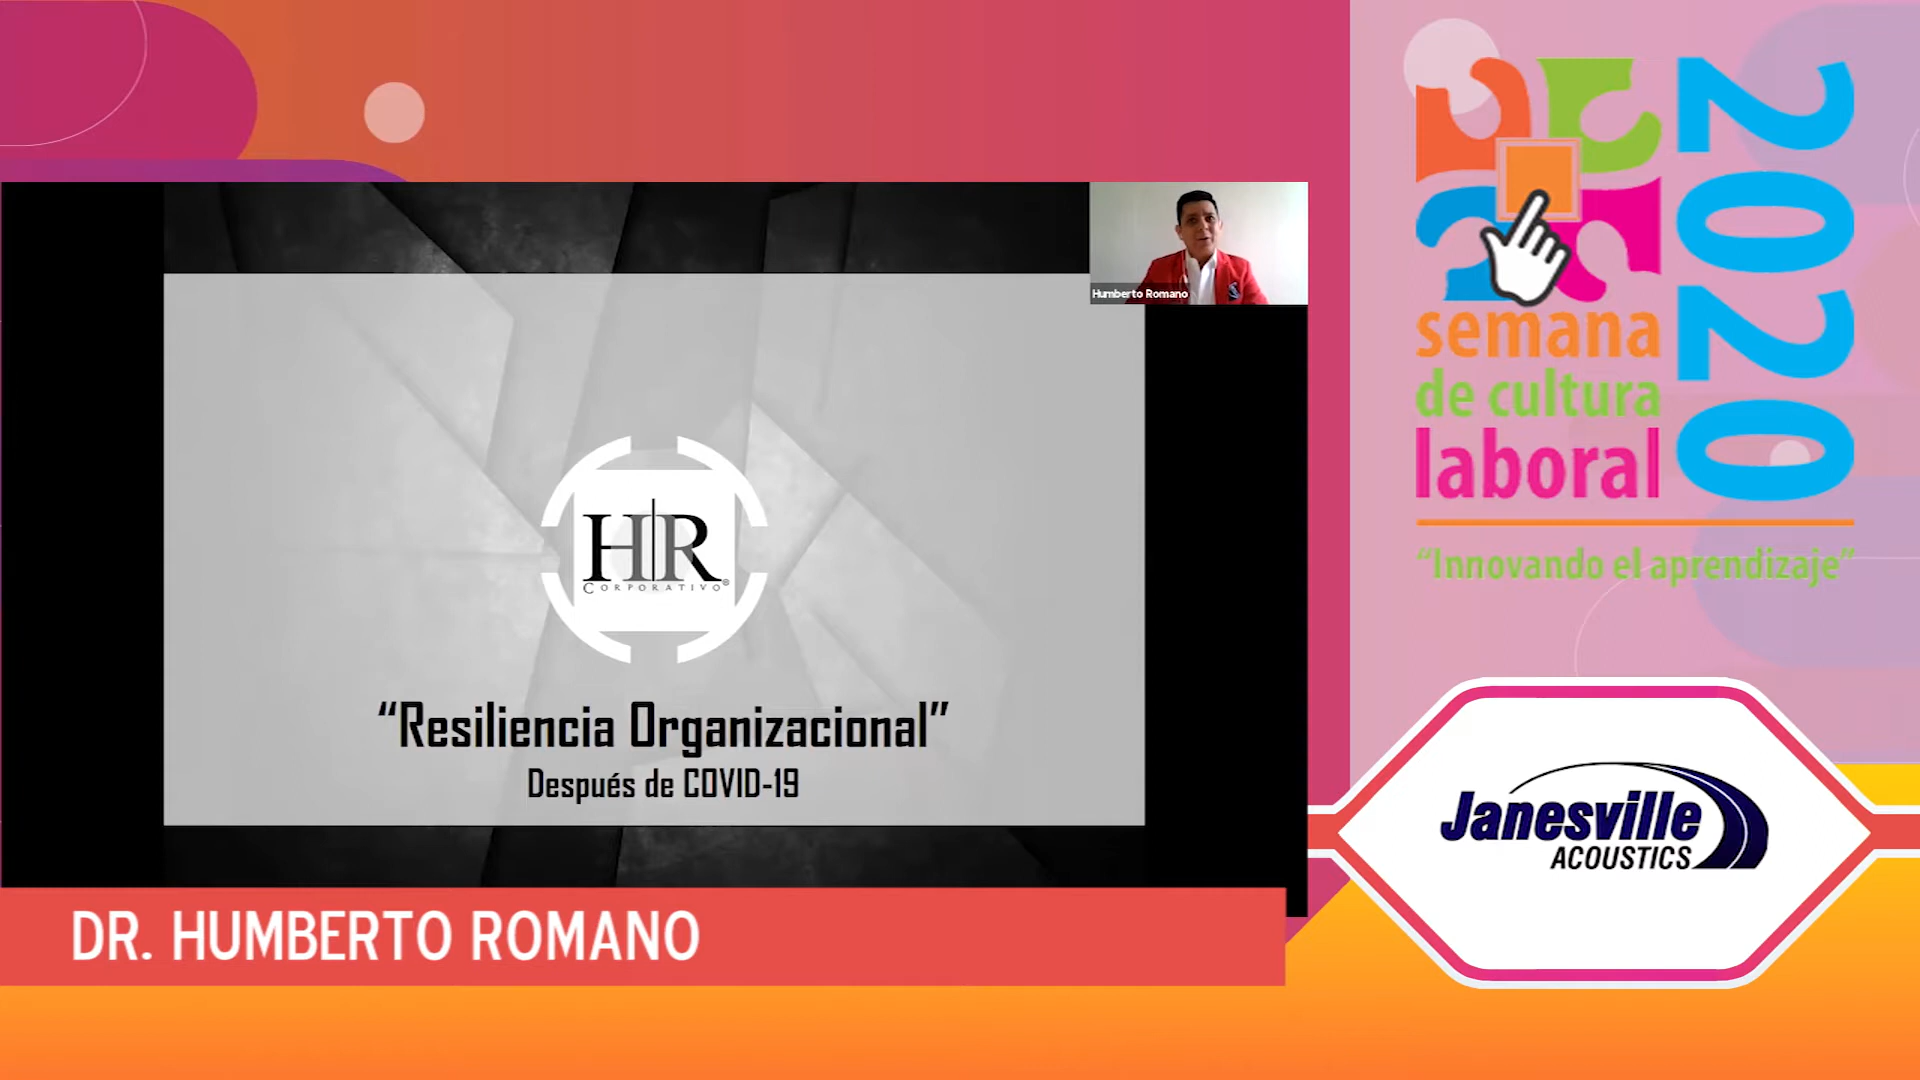 Humberto Romano
HR
CORPORATIVO®
“Resiliencia Organizacional”
Después de COVID-19
DR. HUMBERTO ROMANO
2020
semana
de cultura
laboral
“Innovando el aprendizaje”
Janesville
ACOUSTICS